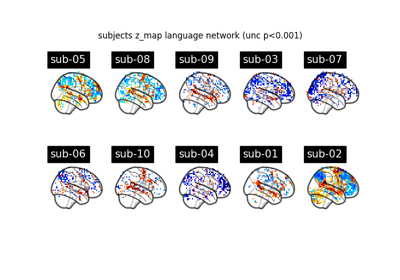 subjects z_map language network (unc p<0.001)
sub-05 sub-08 sub-09 sub-03 sub-07
sub-06 sub-10 sub-04 sub-01 sub-02